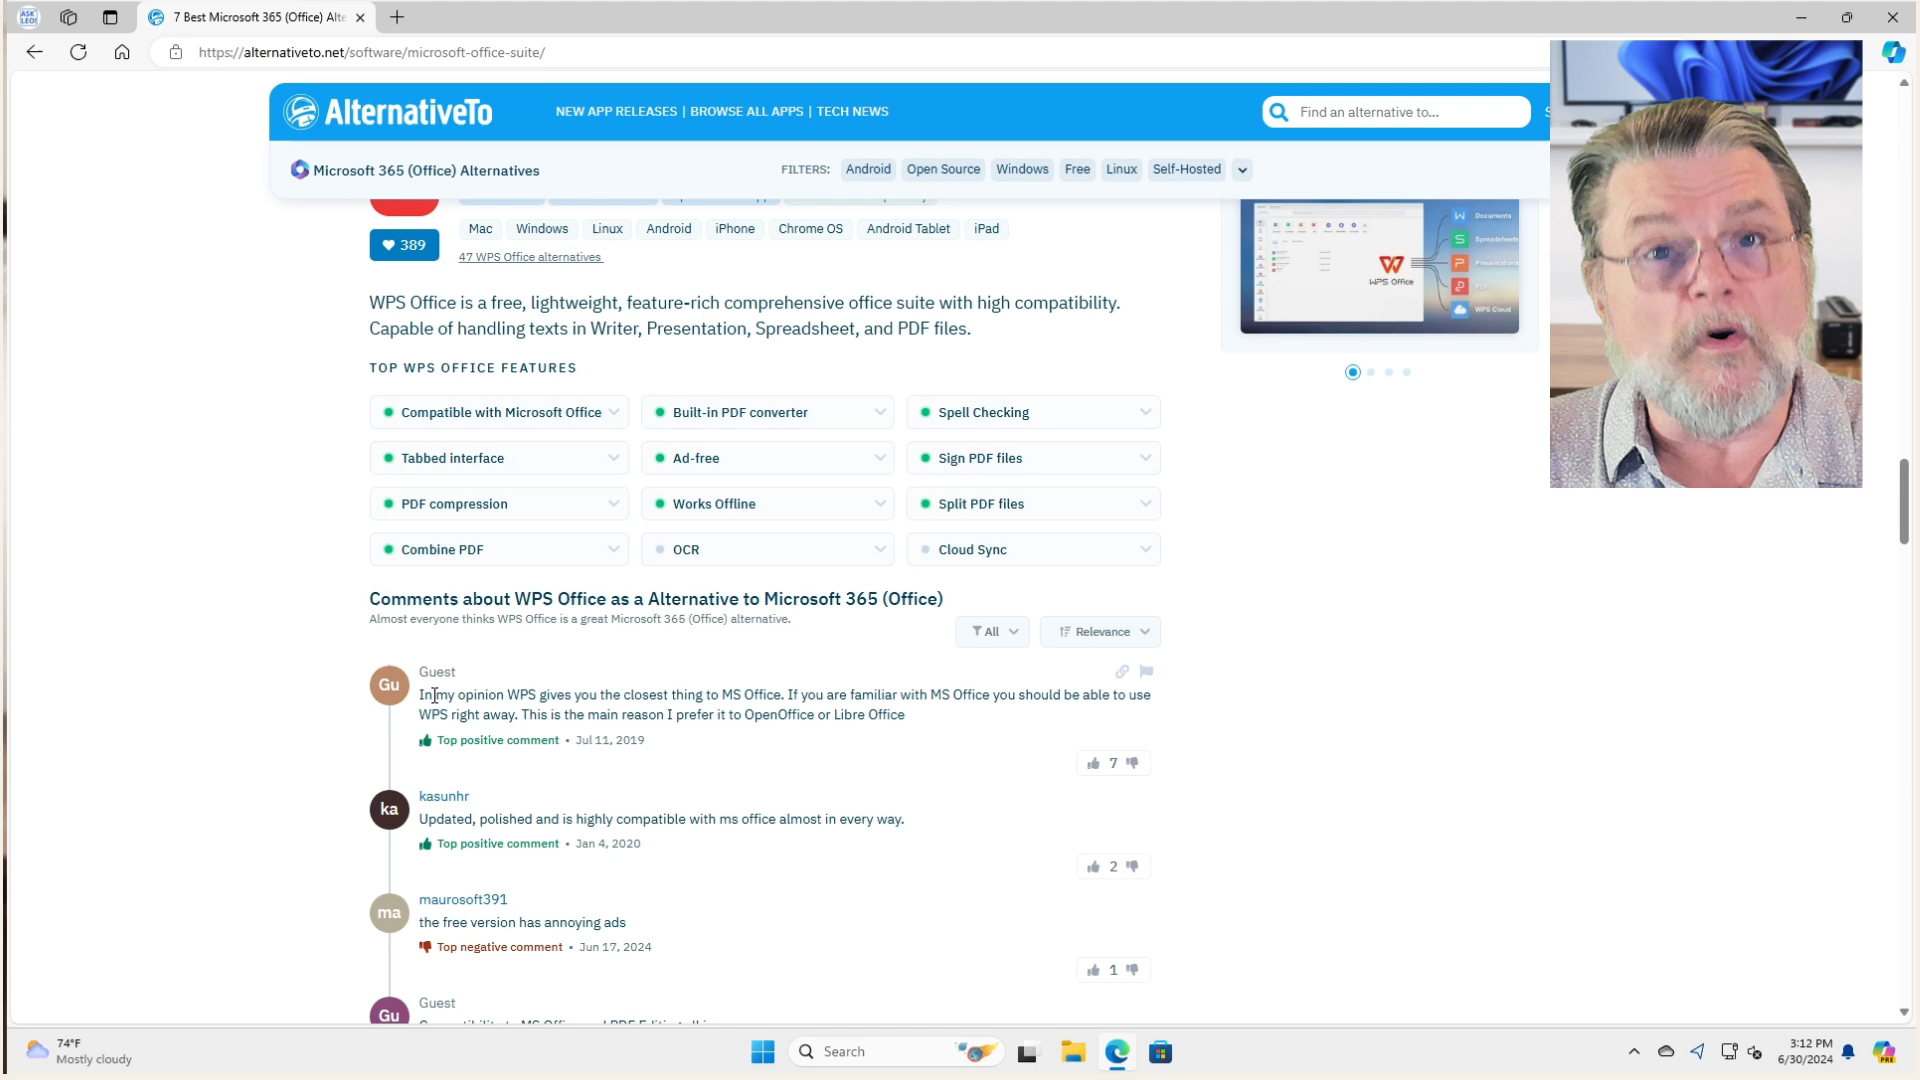 ASK LEO!
7 Best Microsoft 365 (Office) Alte
https://alternativeto.net/software/microsoft-office-suite/
AlternativeTo
NEW APP RELEASES | BROWSE ALL APPS | TECH NEWS
Find an alternative to...
S
Microsoft 365 (Office) Alternatives
FILTERS: Android Open Source Windows Free Linux Self-Hosted
Mac Windows Linux Android iPhone Chrome OS Android Tablet iPad
389
47 WPS Office alternatives
WPS Office is a free, lightweight, feature-rich comprehensive office suite with high compatibility.
Capable of handling texts in Writer, Presentation, Spreadsheet, and PDF files.
Documents
Spreadsheets
Presentations
WPS Office
WPS Cloud
TOP WPS OFFICE FEATURES
Compatible with Microsoft Office Built-in PDF converter Spell Checking
Tabbed interface Ad-free Sign PDF files
PDF compression Works Offline Split PDF files
Combine PDF OCR Cloud Sync
Comments about WPS Office as a Alternative to Microsoft 365 (Office)
Almost everyone thinks WPS Office is a great Microsoft 365 (Office) alternative.
All Relevance
Gu
Guest
In my opinion WPS gives you the closest thing to MS Office. If you are familiar with MS Office you should be able to use
WPS right away. This is the main reason I prefer it to OpenOffice or Libre Office
Top positive comment • Jul 11, 2019
7
ka
kasunhr
Updated, polished and is highly compatible with ms office almost in every way.
Top positive comment • Jan 4, 2020
2
ma
maurosoft391
the free version has annoying ads
Top negative comment • Jun 17, 2024
1
Gu
Guest
74°F
Mostly cloudy
Search
3:12 PM
6/30/2024
PRE